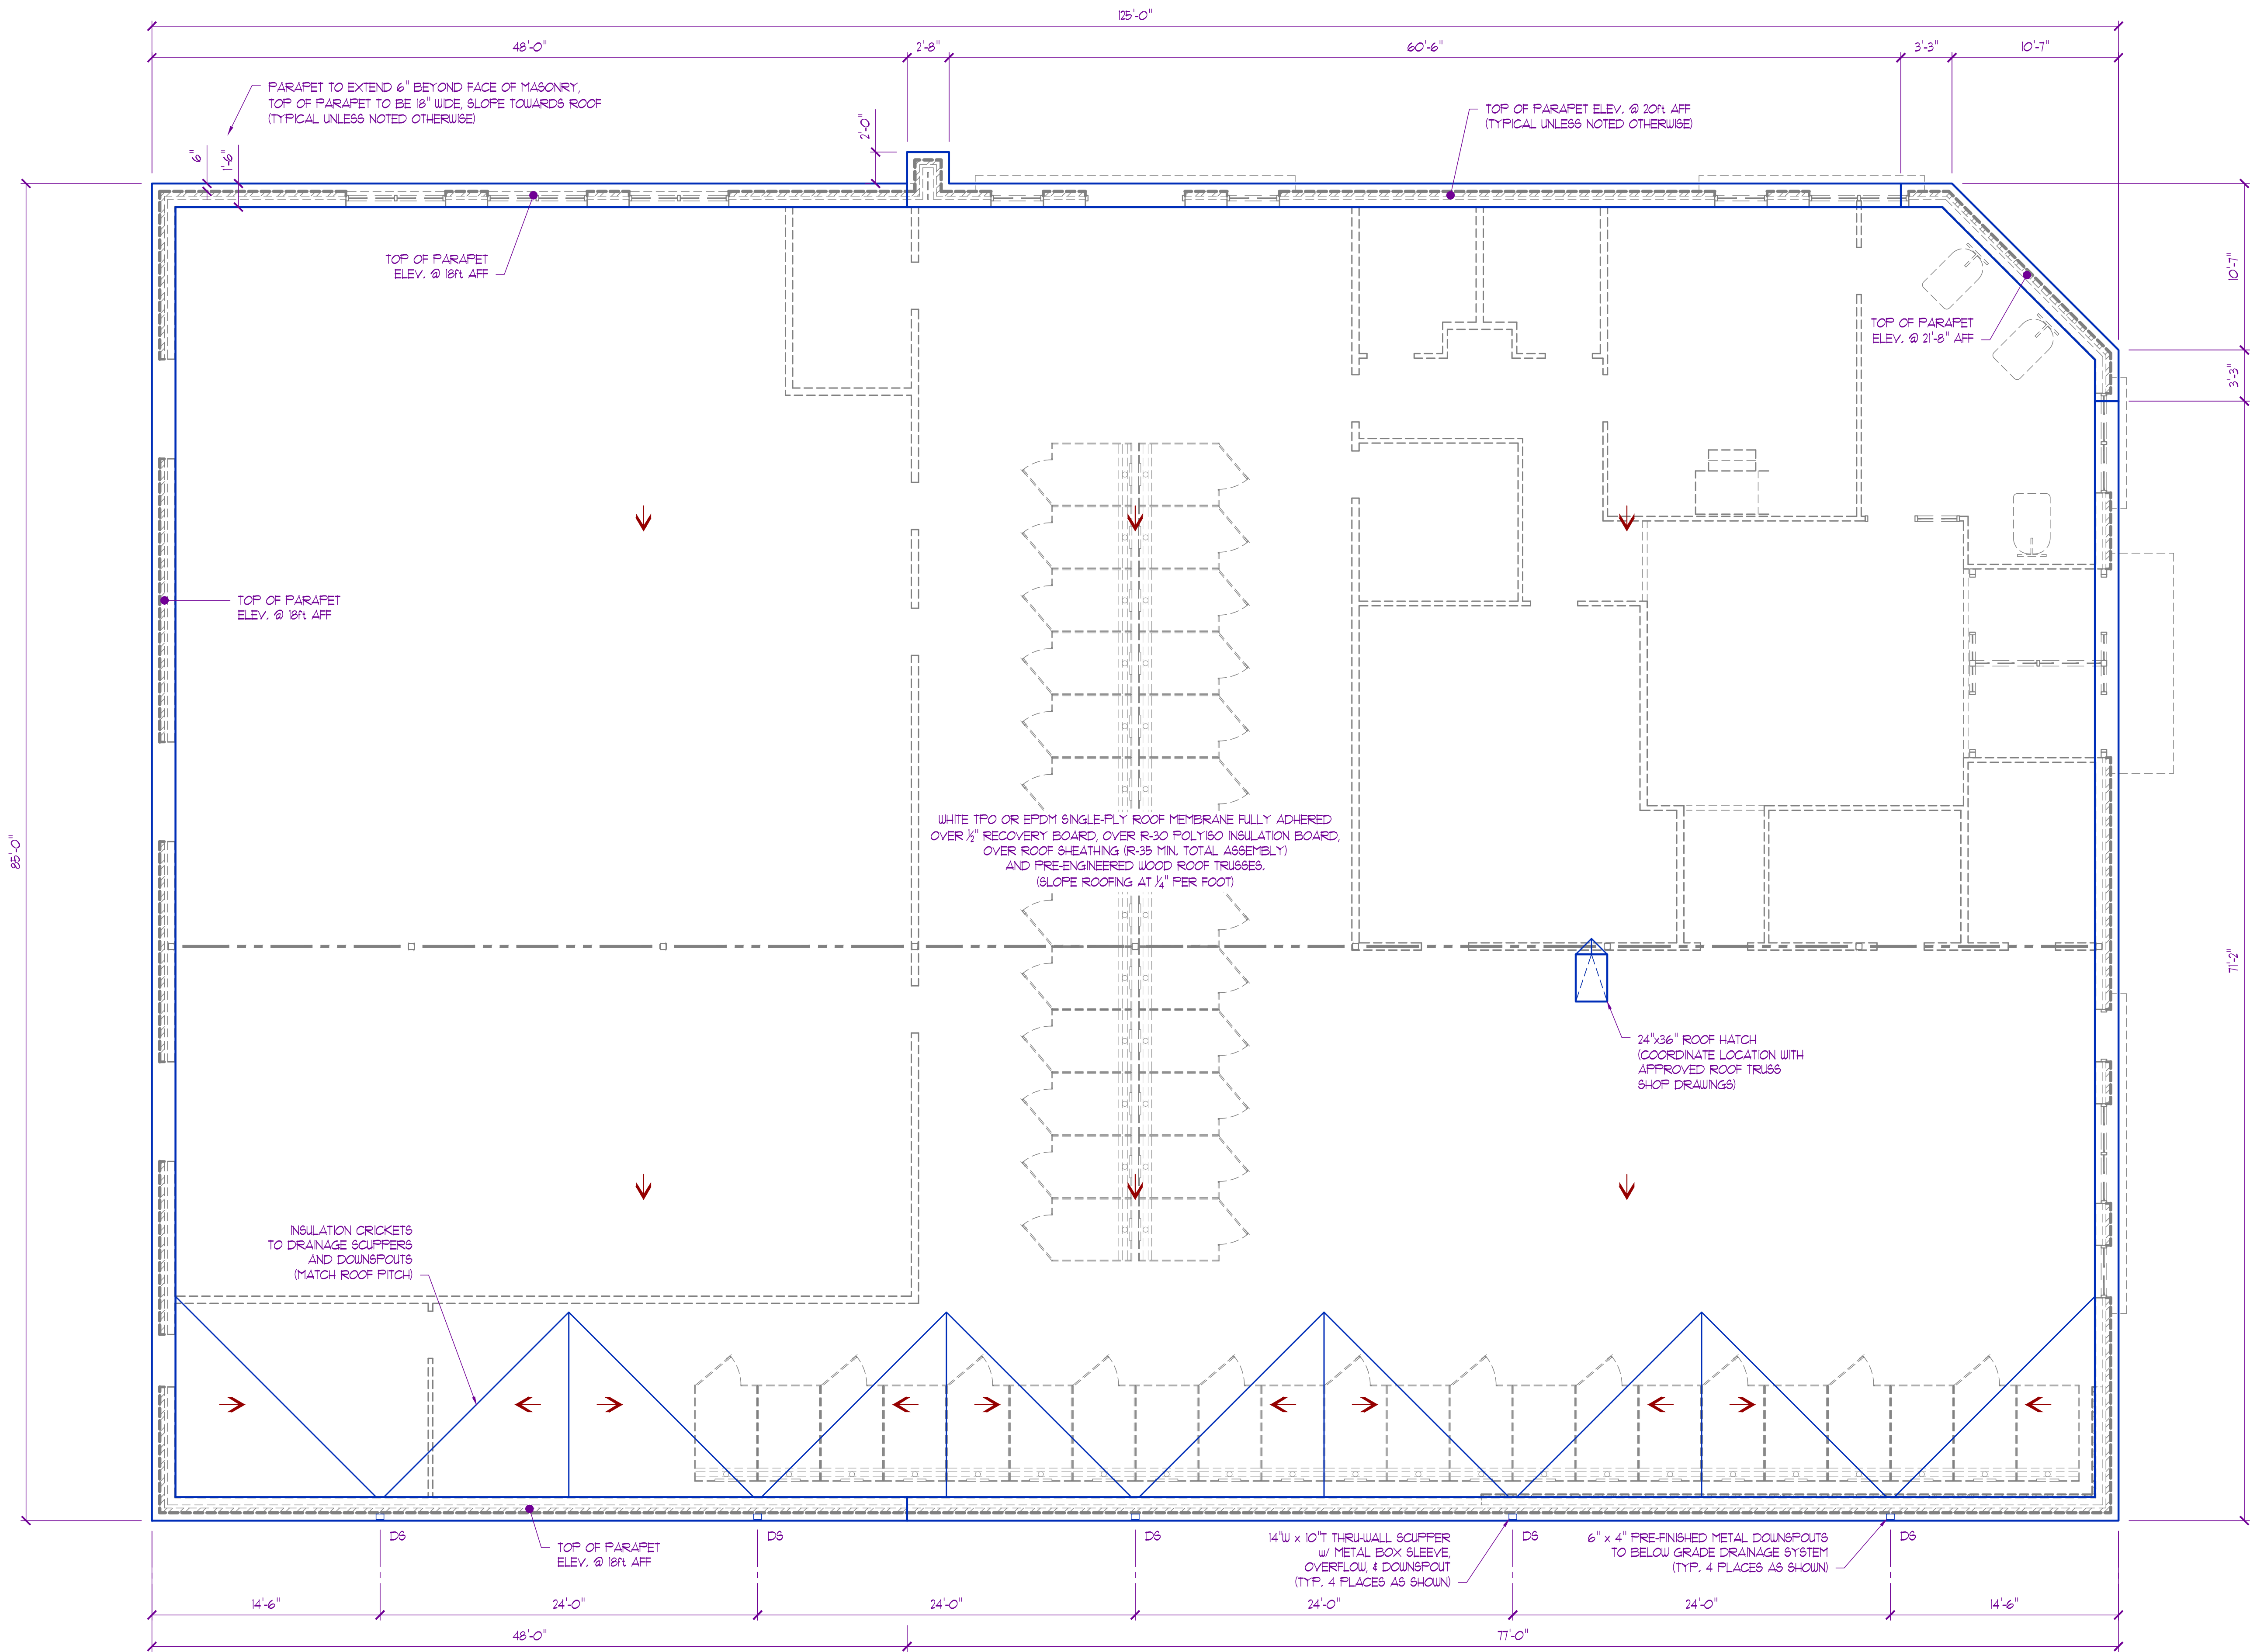 125'-0"
48'-0"
2'-8"
60'-6"
3'-3"
10'-7"
PARAPET TO EXTEND 6" BEYOND FACE OF MASONRY,
TOP OF PARAPET TO BE 18" WIDE, SLOPE TOWARDS ROOF
(TYPICAL UNLESS NOTED OTHERWISE)
2'-0"
TOP OF PARAPET ELEV. @ 20ft AFF
(TYPICAL UNLESS NOTED OTHERWISE)
6"
1'-6"
TOP OF PARAPET
ELEV. @ 18ft AFF
10'-7"
TOP OF PARAPET
ELEV. @ 21'-8" AFF
3'-3"
TOP OF PARAPET
ELEV. @ 18ft AFF
85'-0"
WHITE TPO OR EPDM SINGLE-PLY ROOF MEMBRANE FULLY ADHERED
OVER ½" RECOVERY BOARD, OVER R-30 POLYISO INSULATION BOARD,
OVER ROOF SHEATHING (R-35 MIN. TOTAL ASSEMBLY)
AND PRE-ENGINEERED WOOD ROOF TRUSSES.
(SLOPE ROOFING AT ¼" PER FOOT)
71'-2"
24"x36" ROOF HATCH
(COORDINATE LOCATION WITH
APPROVED ROOF TRUSS
SHOP DRAWINGS)
INSULATION CRICKETS
TO DRAINAGE SCUPPERS
AND DOWNSPOUTS
(MATCH ROOF PITCH)
DS
DS
DS
DS
DS
TOP OF PARAPET
ELEV. @ 18ft AFF
14"W x 10"T THRU-WALL SCUPPER
w/ METAL BOX SLEEVE,
OVERFLOW, & DOWNSPOUT
(TYP. 4 PLACES AS SHOWN)
6" x 4" PRE-FINISHED METAL DOWNSPOUTS
TO BELOW GRADE DRAINAGE SYSTEM
(TYP. 4 PLACES AS SHOWN)
14'-6"
24'-0"
24'-0"
24'-0"
24'-0"
14'-6"
48'-0"
77'-0"